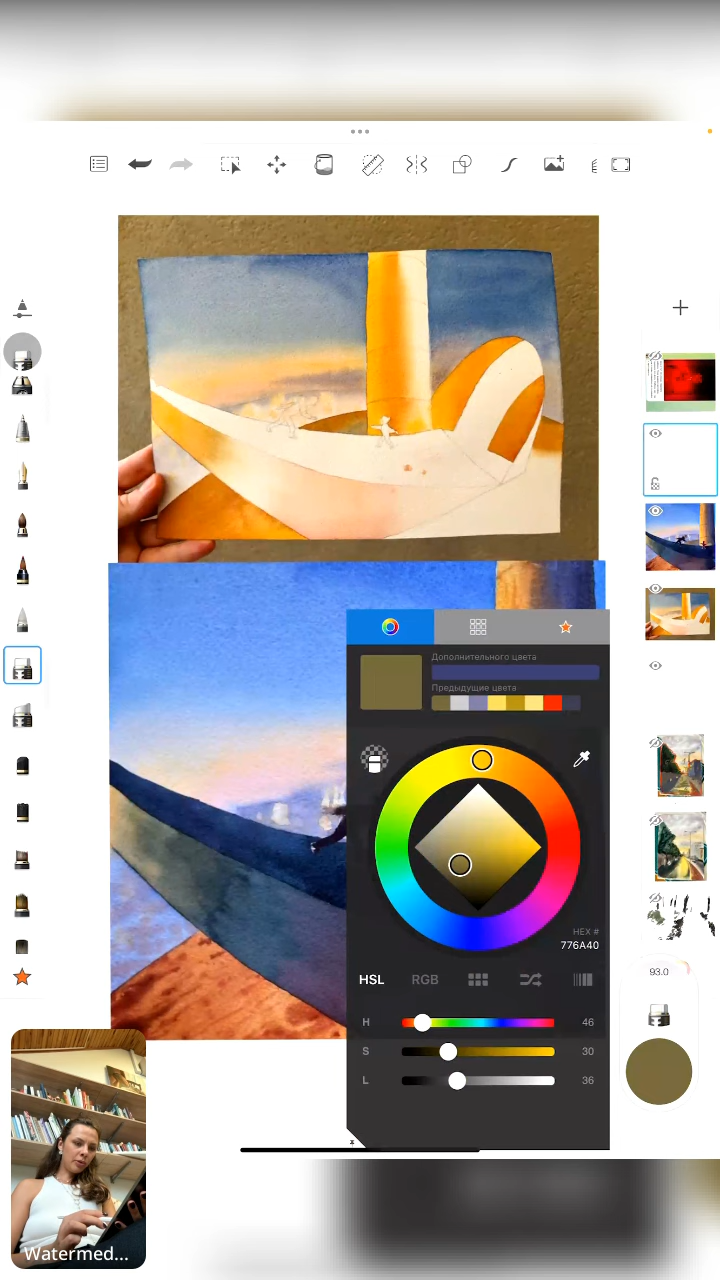 Дополнительного цвета
Предыдущие цвета
HEX #
776A40
HSL
RGB
H
46
S
30
L
36
93.0
Watermed...